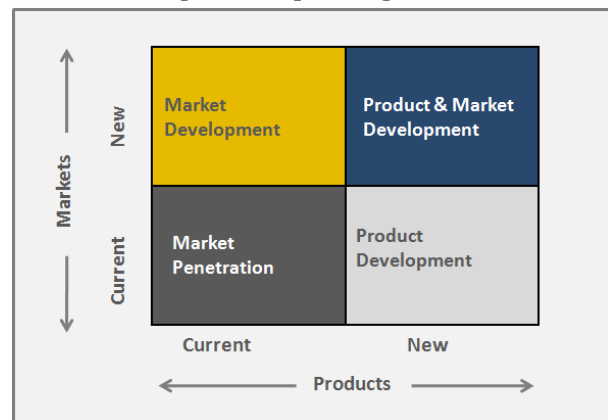 Market
Development
Product & Market
Development
New
Markets
Market
Penetration
Product
Development
Current
Current
New
Products